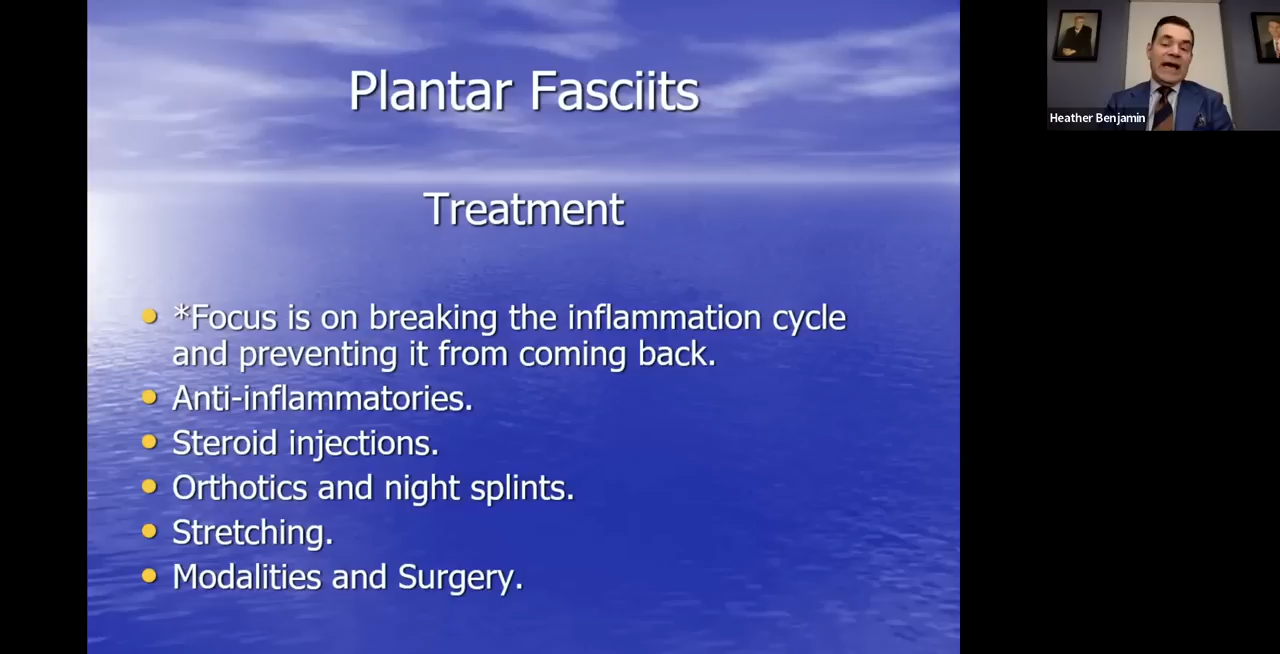 Plantar Fasciits
Treatment
*Focus is on breaking the inflammation cycle
and preventing it from coming back.
Anti-inflammatories.
Steroid injections.
Orthotics and night splints.
Stretching.
Modalities and Surgery.
Heather Benjamin